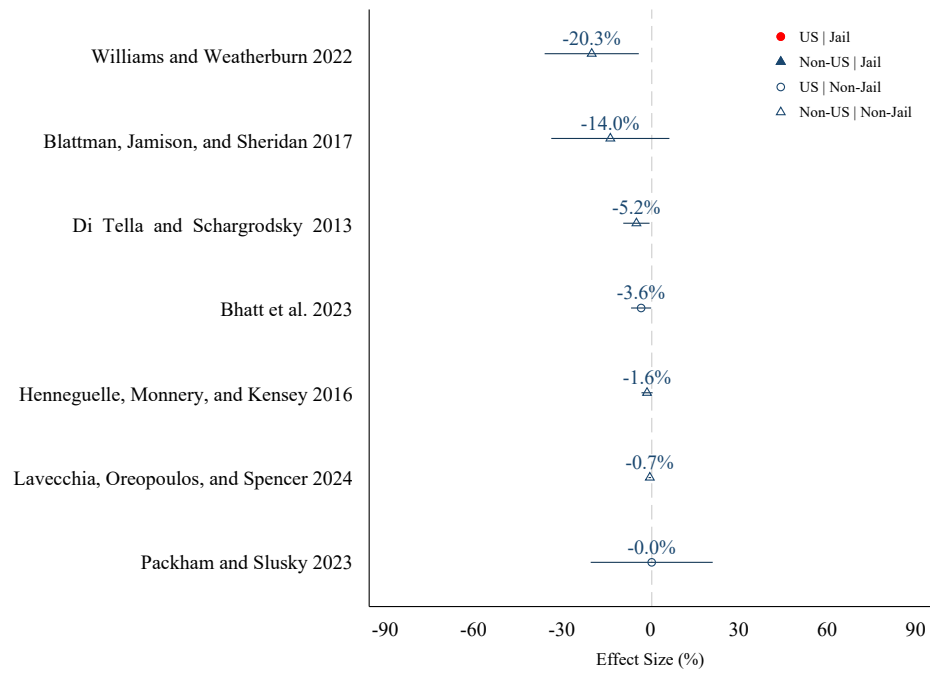 -20.3%
Williams and Weatherburn 2022
-14.0%
Blattman, Jamison, and Sheridan 2017
-5.2%
Di Tella and Schargrodsky 2013
-3.6%
Bhatt et al. 2023
-1.6%
Henneguelle, Monnery, and Kensey 2016
-0.7%
Lavecchia, Oreopoulos, and Spencer 2024
-0.0%
Packham and Slusky 2023
US | Jail
Non-US | Jail
US | Non-Jail
Non-US | Non-Jail
-90 -60 -30 0 30 60 90
Effect Size (%)